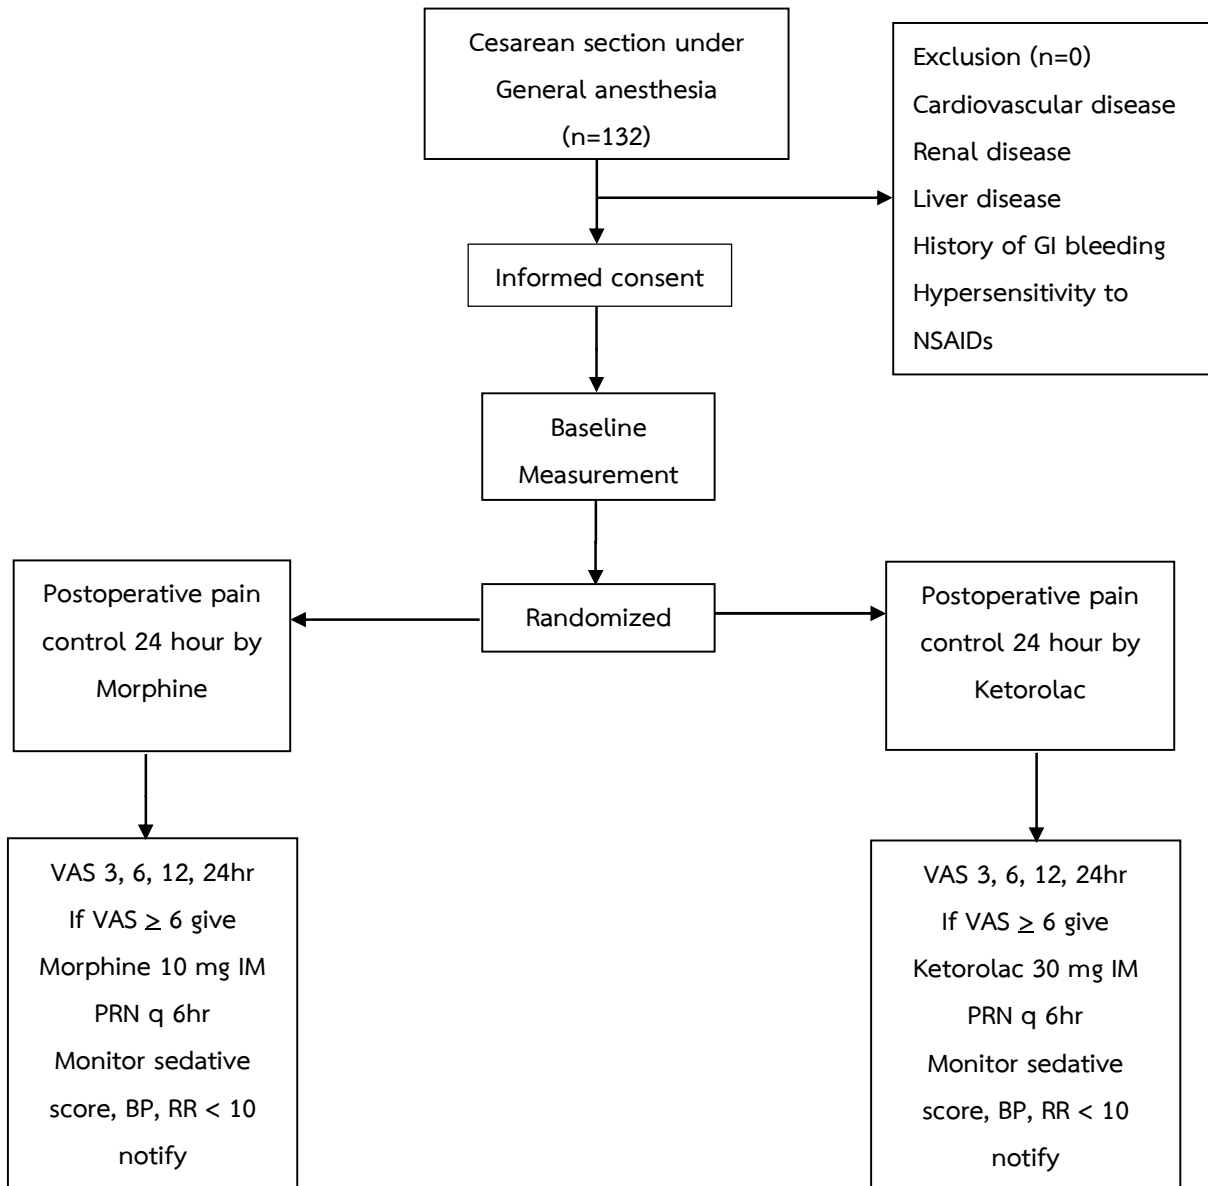 Cesarean section under
General anesthesia
(n=132)
Exclusion (n=0)
Cardiovascular disease
Renal disease
Liver disease
History of GI bleeding
Hypersensitivity to
NSAIDs
Informed consent
Baseline
Measurement
Randomized
Postoperative pain
control 24 hour by
Morphine
Postoperative pain
control 24 hour by
Ketorolac
VAS 3, 6, 12, 24hr
If VAS ≥ 6 give
Morphine 10 mg IM
PRN q 6hr
Monitor sedative
score, BP, RR < 10
notify
VAS 3, 6, 12, 24hr
If VAS ≥ 6 give
Ketorolac 30 mg IM
PRN q 6hr
Monitor sedative
score, BP, RR < 10
notify